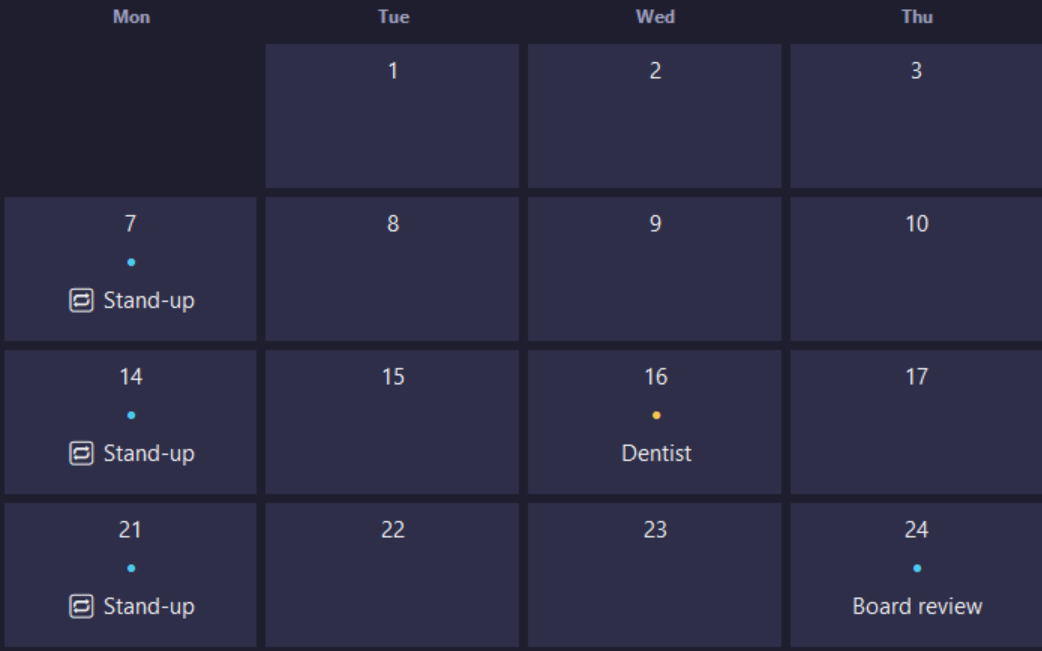 Mon Tue Wed Thu
1 2 3
7 8 9 10
Stand-up
14 15 16 17
Stand-up Dentist
21 22 23 24
Stand-up Board review